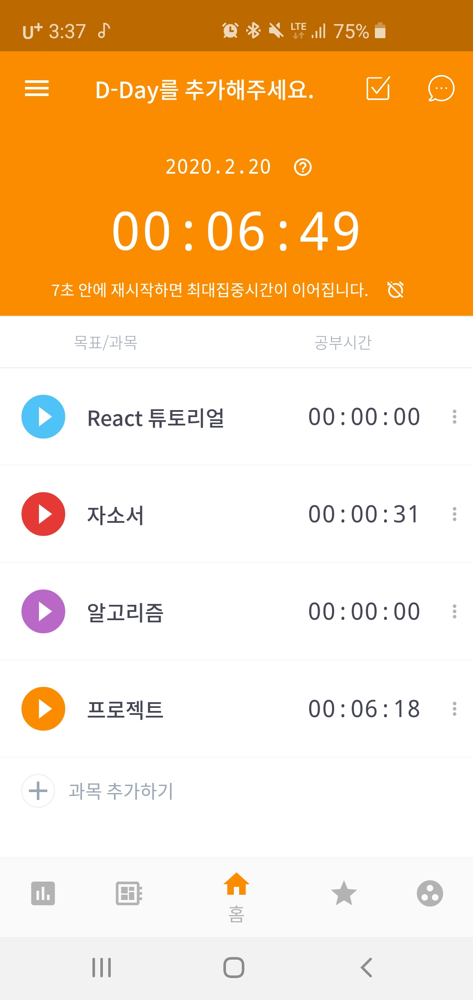 U+ 3:37 LTE 75%
D-Day를 추가해주세요.
2020.2.20
00:06:49
7초 안에 재시작하면 최대집중시간이 이어집니다.
목표/과목 공부시간
React 튜토리얼 00:00:00
자소서 00:00:31
알고리즘 00:00:00
프로젝트 00:06:18
과목 추가하기
홈